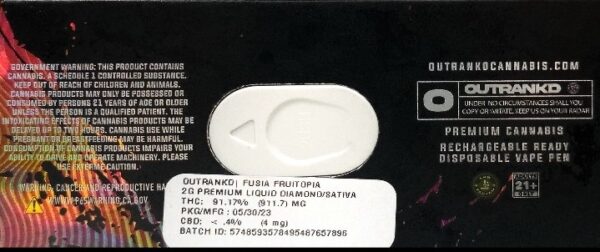 GOVERNMENT WARNING: THIS PRODUCT CONTAINS
CANNABIS, A SCHEDULE 1 CONTROLLED SUBSTANCE.
KEEP OUT OF REACH OF CHILDREN AND ANIMALS.
CANNABIS PRODUCTS MAY ONLY BE POSSESSED OR
CONSUMED BY PERSONS 21 YEARS OF AGE OR OLDER
UNLESS THE PERSON IS A QUALIFIED PATIENT. THE
INTOXICATING EFFECTS OF CANNABIS PRODUCTS MAY BE
DELAYED UP TO TWO HOURS. CANNABIS USE WHILE
PREGNANT OR BREASTFEEDING MAY BE HARMFUL.
CONSUMPTION OF CANNABIS PRODUCTS IMPAIRS YOUR
ABILITY TO DRIVE AND OPERATE MACHINERY. PLEASE
USE EXTREME CAUTION.
WARNING, CANCER AND REPRODUCTIVE HA
WWW.P65WARNING.CA.GOV
OUTRANKD| FUSIA FRUITOPIA
2G PREMIUM LIQUID DIAMOND/SATIVA
THC: 91.17% (911.7) MG
PKG/MFG: 05/30/23
CBD: < .4% (4 mg)
BATCH ID: 5748593578495487657896
OUTRANKDCANNABIS.COM
O OUTRANKD
UNDER NO CIRCUMSTANCES SHALL YOU
COPY OR IMITATE, KEEP US ON YOUR RADAR
PREMIUM CANNABIS
RECHARGEABLE READY
DISPOSABLE VAPE PEN
ADULTS
21+
ONLY